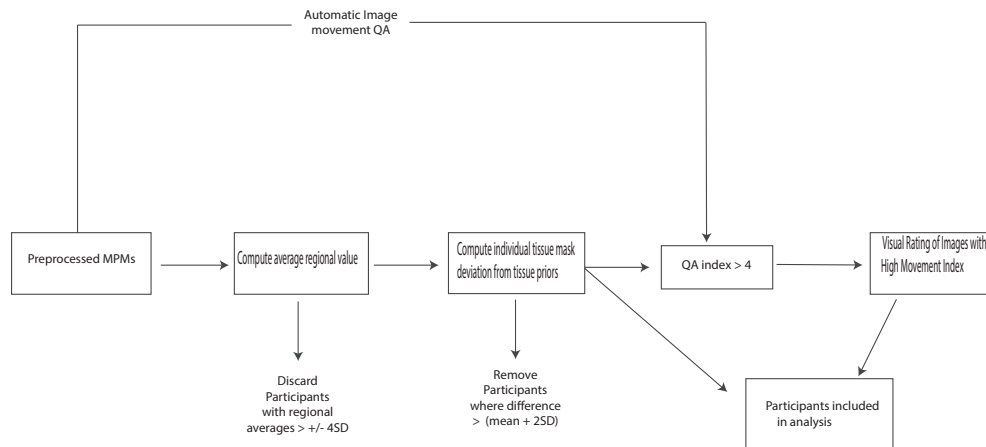 Automatic Image
movement QA
Preprocessed MPMs
Compute average regional value
Compute individual tissue mask
deviation from tissue priors
QA index > 4
Visual Rating of Images with
High Movement Index
Discard
Participants
with regional
averages > +/- 4SD
Remove
Participants
where difference
> (mean + 2SD)
Participants included
in analysis